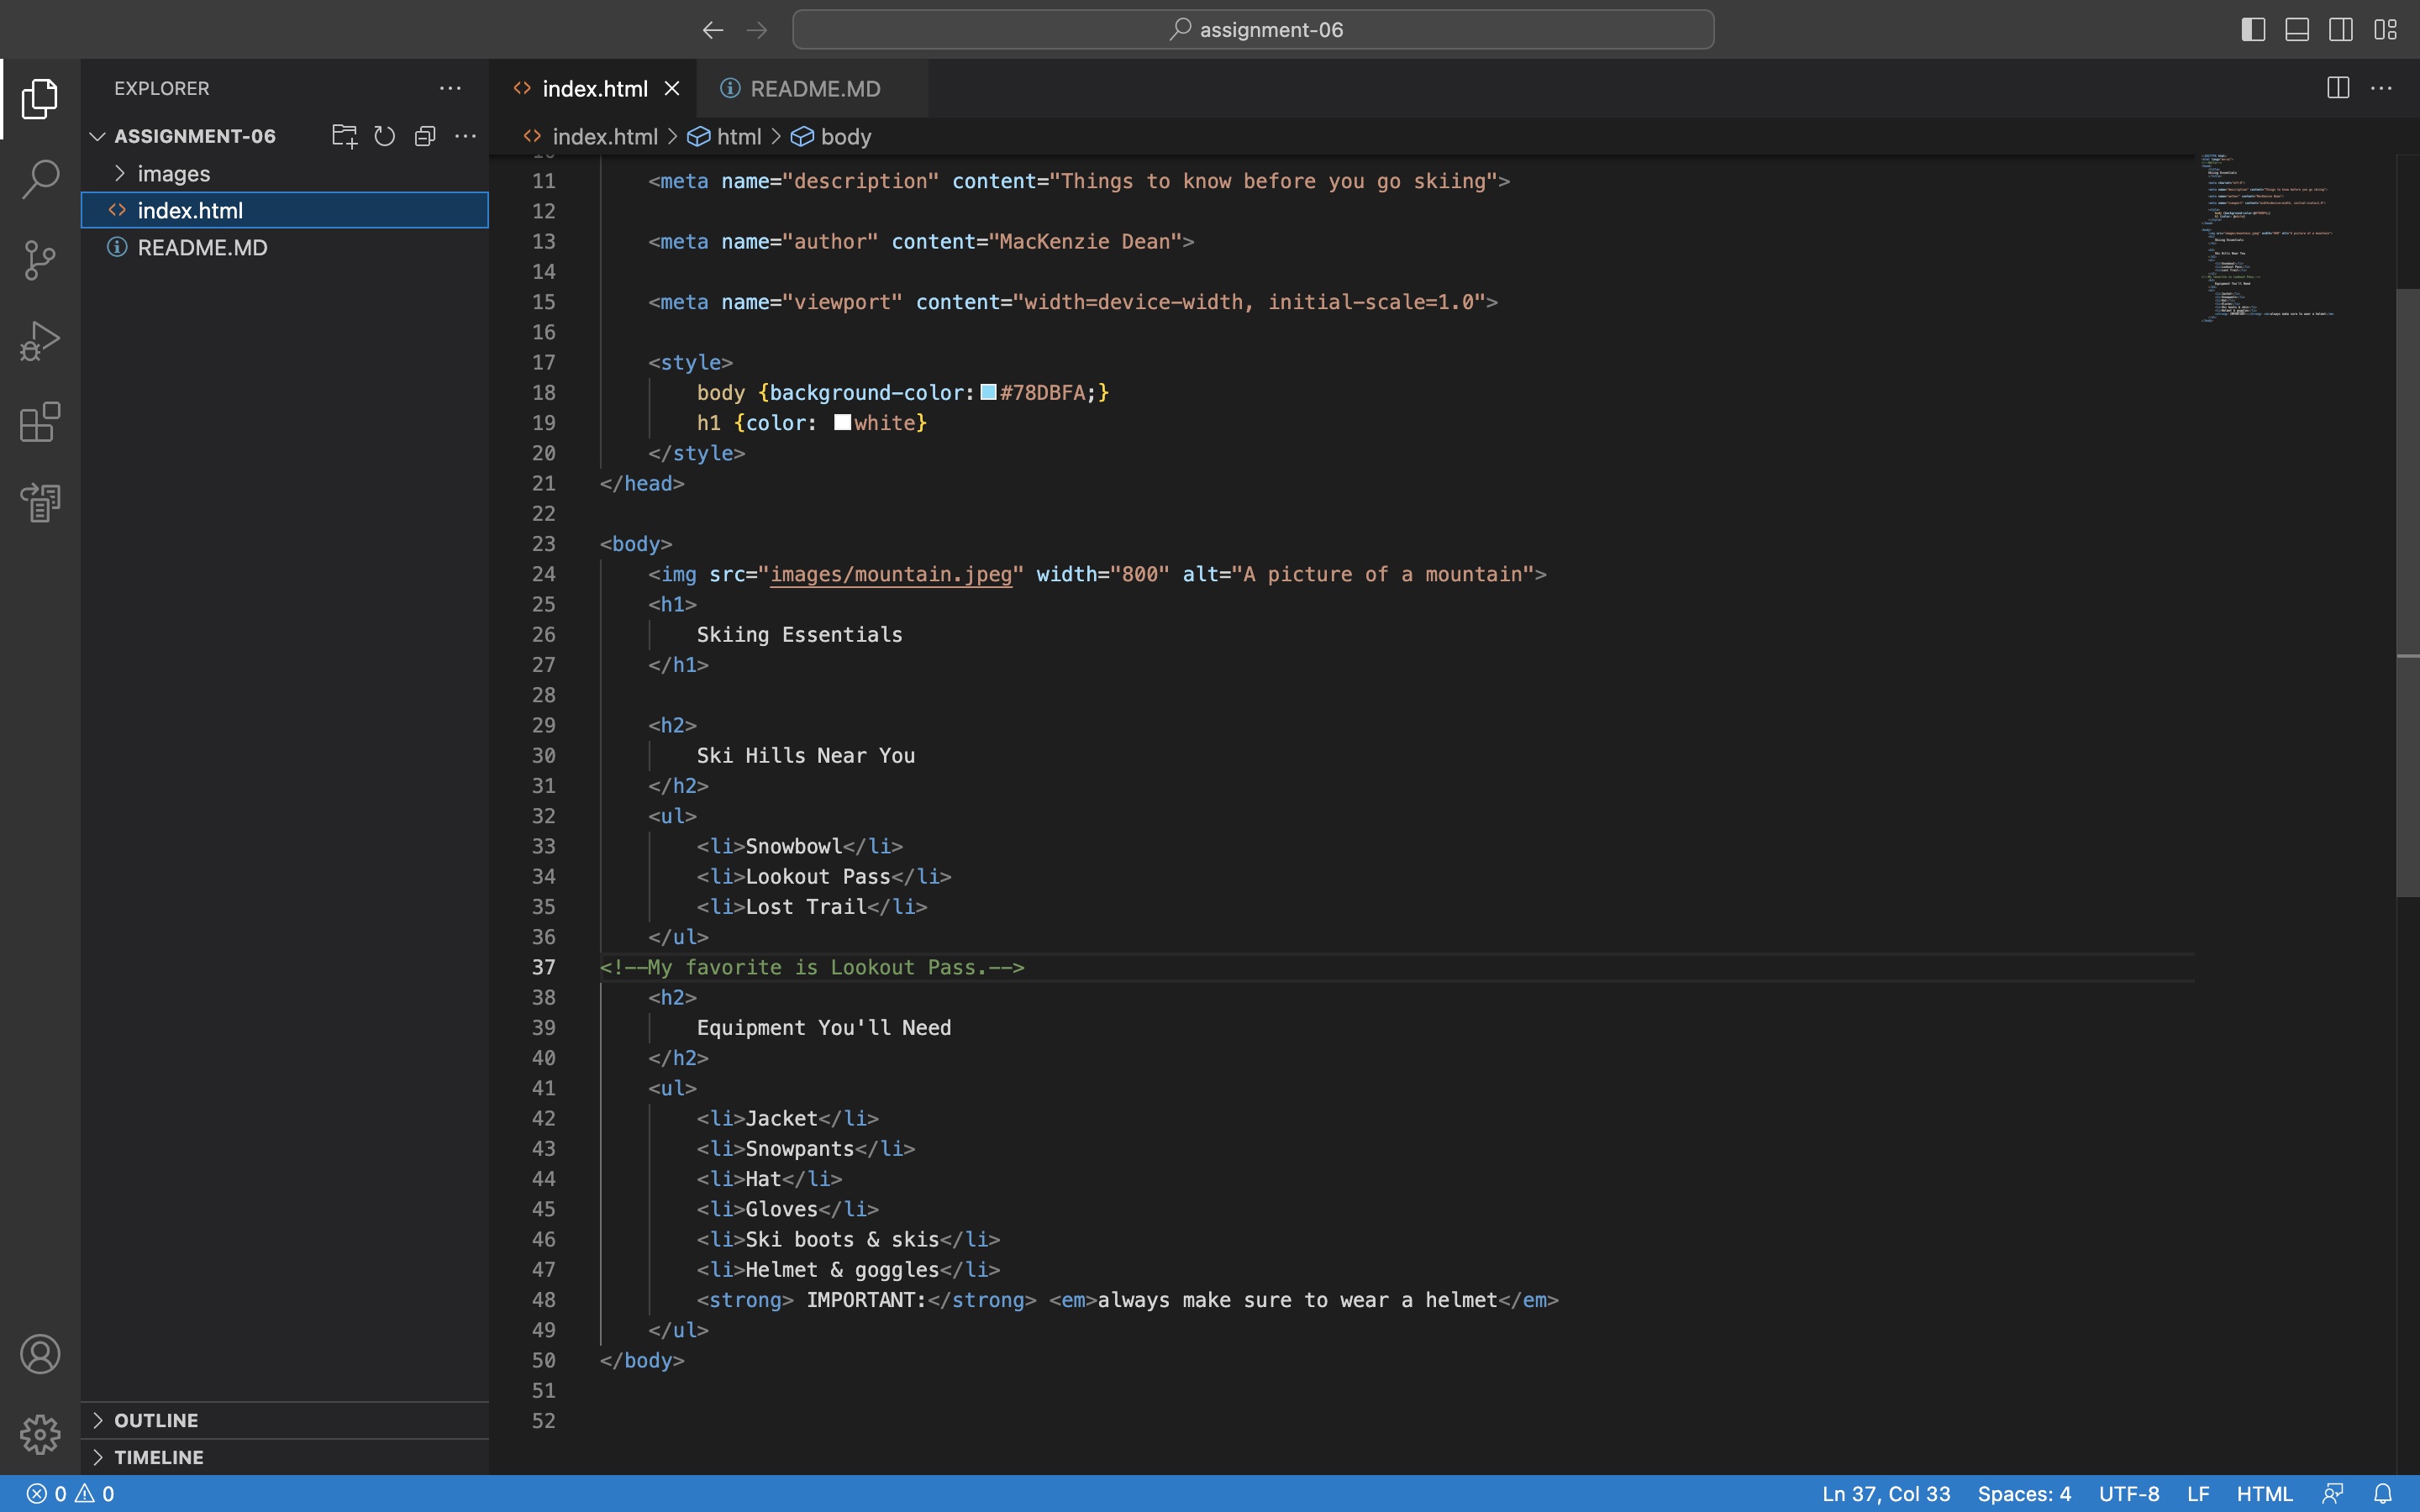 assignment-06
EXPLORER
ASSIGNMENT-06
images
index.html
README.MD
OUTLINE
TIMELINE
index.html
README.MD
index.html > html > body
11 <meta name="description" content="Things to know before you go skiing">
12
13 <meta name="author" content="MacKenzie Dean">
14
15 <meta name="viewport" content="width=device-width, initial-scale=1.0">
16
17 <style>
18 body {background-color:#78DBFA;}
19 h1 {color: white}
20 </style>
21 </head>
22
23 <body>
24 <img src="images/mountain.jpeg" width="800" alt="A picture of a mountain">
25 <h1>
26 Skiing Essentials
27 </h1>
28
29 <h2>
30 Ski Hills Near You
31 </h2>
32 <ul>
33 <li>Snowbowl</li>
34 <li>Lookout Pass</li>
35 <li>Lost Trail</li>
36 </ul>
37 <!--My favorite is Lookout Pass.-->
38 <h2>
39 Equipment You'll Need
40 </h2>
41 <ul>
42 <li>Jacket</li>
43 <li>Snowpants</li>
44 <li>Hat</li>
45 <li>Gloves</li>
46 <li>Ski boots & skis</li>
47 <li>Helmet & goggles</li>
48 <strong> IMPORTANT:</strong> <em>always make sure to wear a helmet</em>
49 </ul>
50 </body>
51
52
0 0
Ln 37, Col 33 Spaces: 4 UTF-8 LF HTML